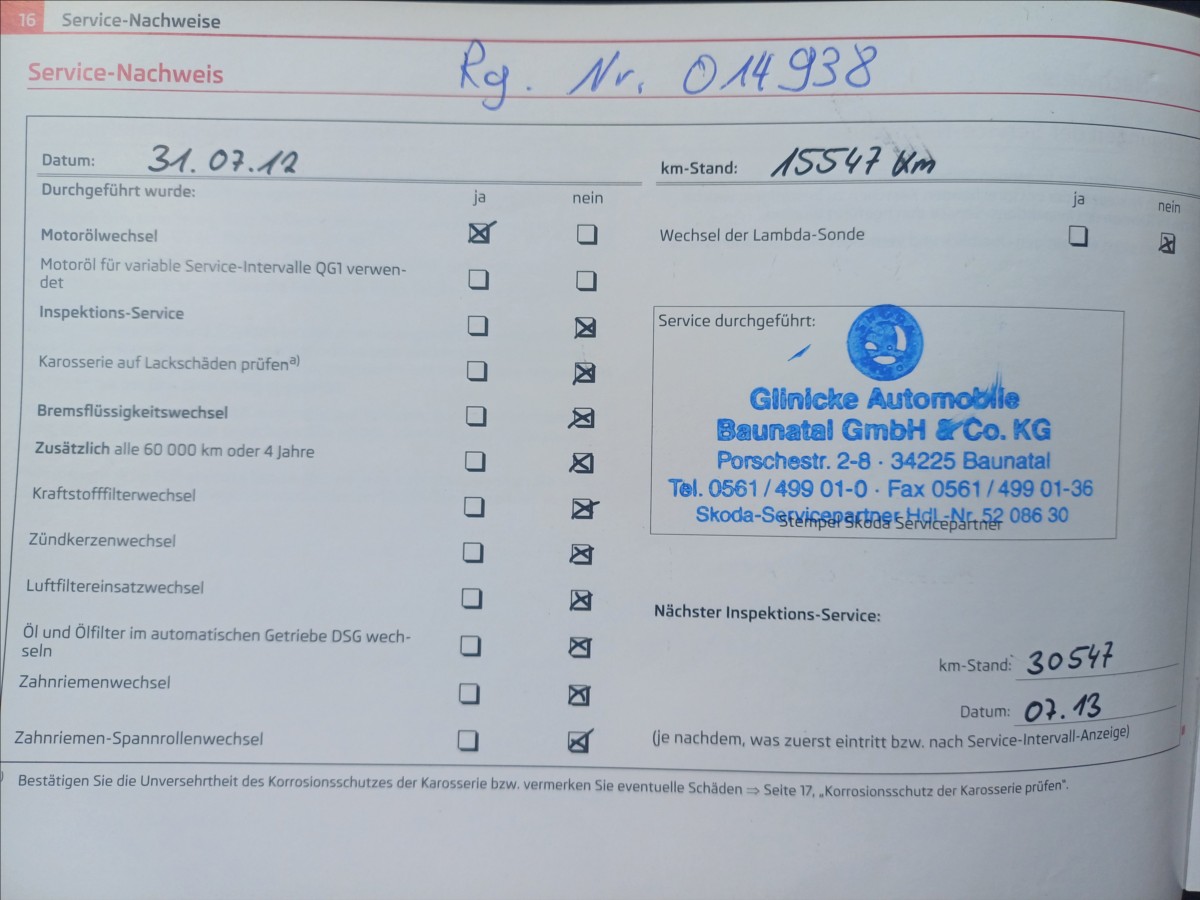 16 Service-Nachweise
Service-Nachweis
Rg. Nr. 014938
Datum: 31.07.12
km-Stand: 15547 Km
Durchgeführt wurde: ja nein
ja nein
Motorölwechsel
Wechsel der Lambda-Sonde
Motoröl für variable Service-Intervalle QG1 verwen-
det
Inspektions-Service
Karosserie auf Lackschäden prüfen a)
Bremsflüssigkeitswechsel
Zusätzlich alle 60 000 km oder 4 Jahre
Kraftstofffilterwechsel
Zündkerzenwechsel
Luftfiltereinsatzwechsel
Öl und Ölfilter im automatischen Getriebe DSG wech-
seln
Zahnriemenwechsel
Zahnriemen-Spannrollenwechsel
Service durchgeführt:
SKODA
Glinicke Automobile
Baunatal GmbH & Co. KG
Porschestr. 2-8 · 34225 Baunatal
Tel. 0561 / 499 01-0 · Fax 0561 / 499 01-36
Skoda-Servicepartner Hdl.-Nr. 52 086 30
Stempel Škoda Servicepartner
Nächster Inspektions-Service:
km-Stand: 30547
Datum: 07.13
(je nachdem, was zuerst eintritt bzw. nach Service-Intervall-Anzeige)
) Bestätigen Sie die Unversehrtheit des Korrosionsschutzes der Karosserie bzw. vermerken Sie eventuelle Schäden ⇒ Seite 17, „Korrosionsschutz der Karosserie prüfen“.